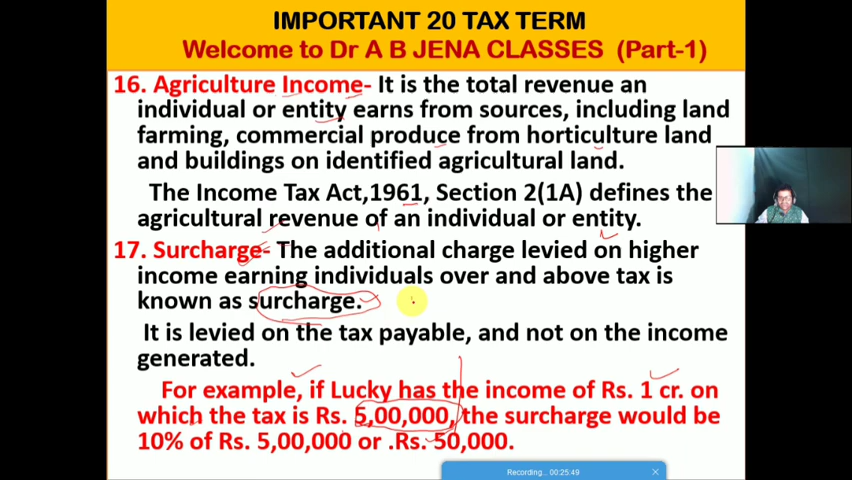 IMPORTANT 20 TAX TERM
Welcome to Dr A B JENA CLASSES (Part-1)
16. Agriculture Income- It is the total revenue an
individual or entity earns from sources, including land
farming, commercial produce from horticulture land
and buildings on identified agricultural land.
The Income Tax Act,1961, Section 2(1A) defines the
agricultural revenue of an individual or entity.
17. Surcharge- The additional charge levied on higher
income earning individuals over and above tax is
known as surcharge.
It is levied on the tax payable, and not on the income
generated.
For example, if Lucky has the income of Rs. 1 cr. on
which the tax is Rs. 5,00,000, the surcharge would be
10% of Rs. 5,00,000 or .Rs. 50,000.
Recording... 00:25:49